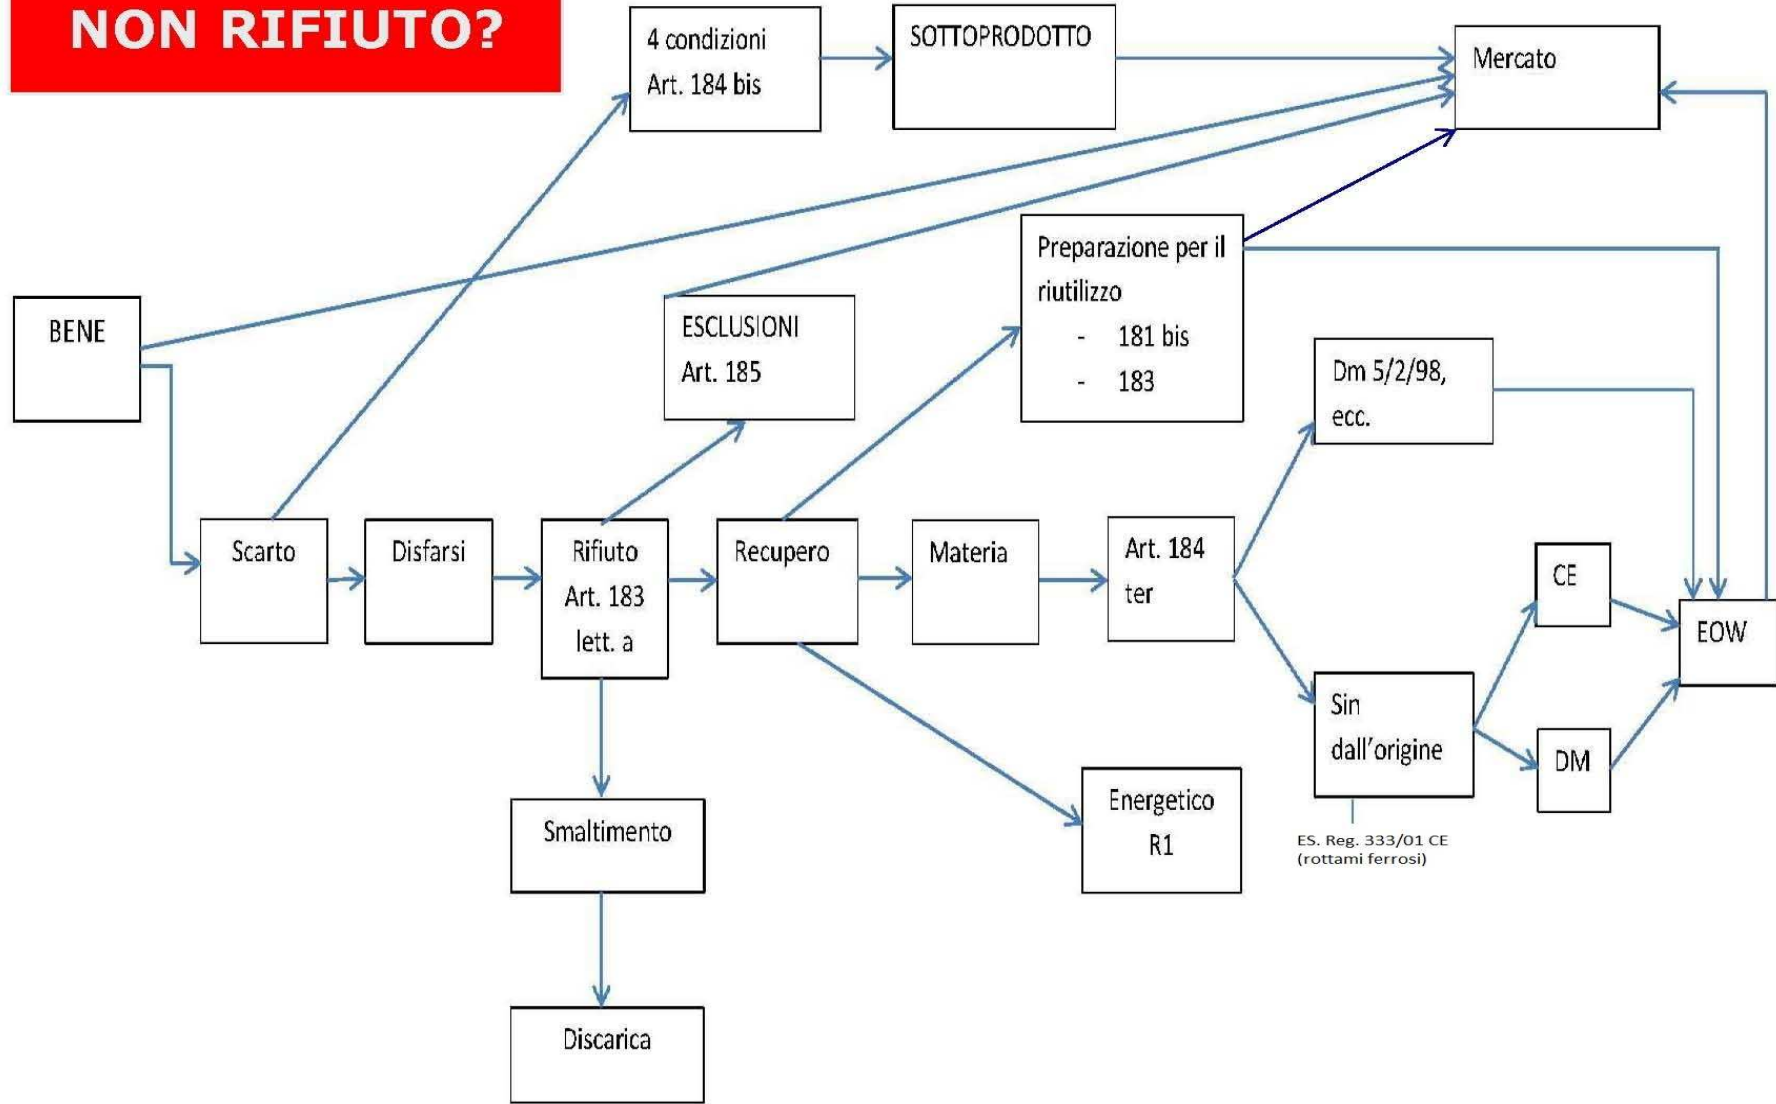 NON RIFIUTO?
4 condizioni
Art. 184 bis
SOTTOPRODOTTO
Mercato
Preparazione per il
riutilizzo
- 181 bis
- 183
BENE
ESCLUSIONI
Art. 185
Dm 5/2/98,
ecc.
Scarto
Disfarsi
Rifiuto
Art. 183
lett. a
Recupero
Materia
Art. 184
ter
CE
EOW
Sin
dall'origine
DM
Energetico
R1
ES. Reg. 333/01 CE
(rottami ferrosi)
Smaltimento
Discarica